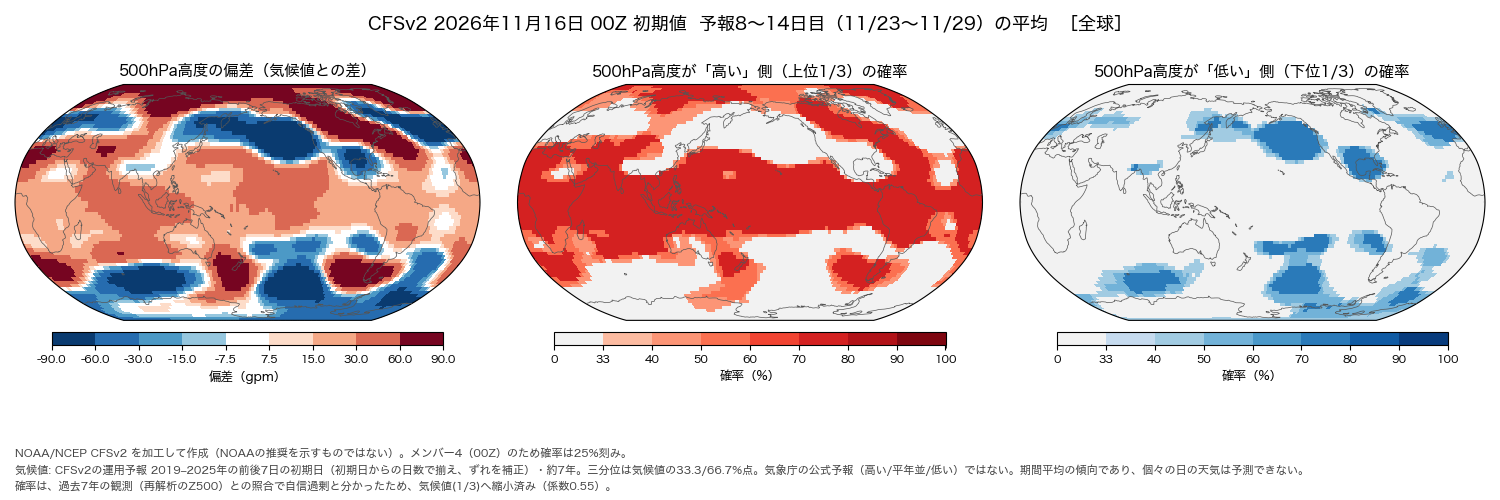 CFSv2 2026年11月16日 00Z 初期値 予報8〜14日目（11/23〜11/29）の平均 ［全球］
500hPa高度の偏差（気候値との差）
500hPa高度が「高い」側（上位1/3）の確率
500hPa高度が「低い」側（下位1/3）の確率
-90.0 -60.0 -30.0 -15.0 -7.5 7.5 15.0 30.0 60.0 90.0
偏差（gpm）
0 33 40 50 60 70 80 90 100
確率（%）
0 33 40 50 60 70 80 90 100
確率（%）
NOAA/NCEP CFSv2 を加工して作成（NOAAの推奨を示すものではない）。メンバー4（00Z）のため確率は25%刻み。
気候値: CFSv2の運用予報 2019–2025年の前後7日の初期日（初期日からの日数で揃え、ずれを補正）・約7年。三分位は気候値の33.3/66.7%点。気象庁の公式予報（高い/平年並/低い）ではない。期間平均の傾向であり、個々の日の天気は予測できない。
確率は、過去7年の観測（再解析のZ500）との照合で自信過剰と分かったため、気候値(1/3)へ縮小済み（係数0.55）。